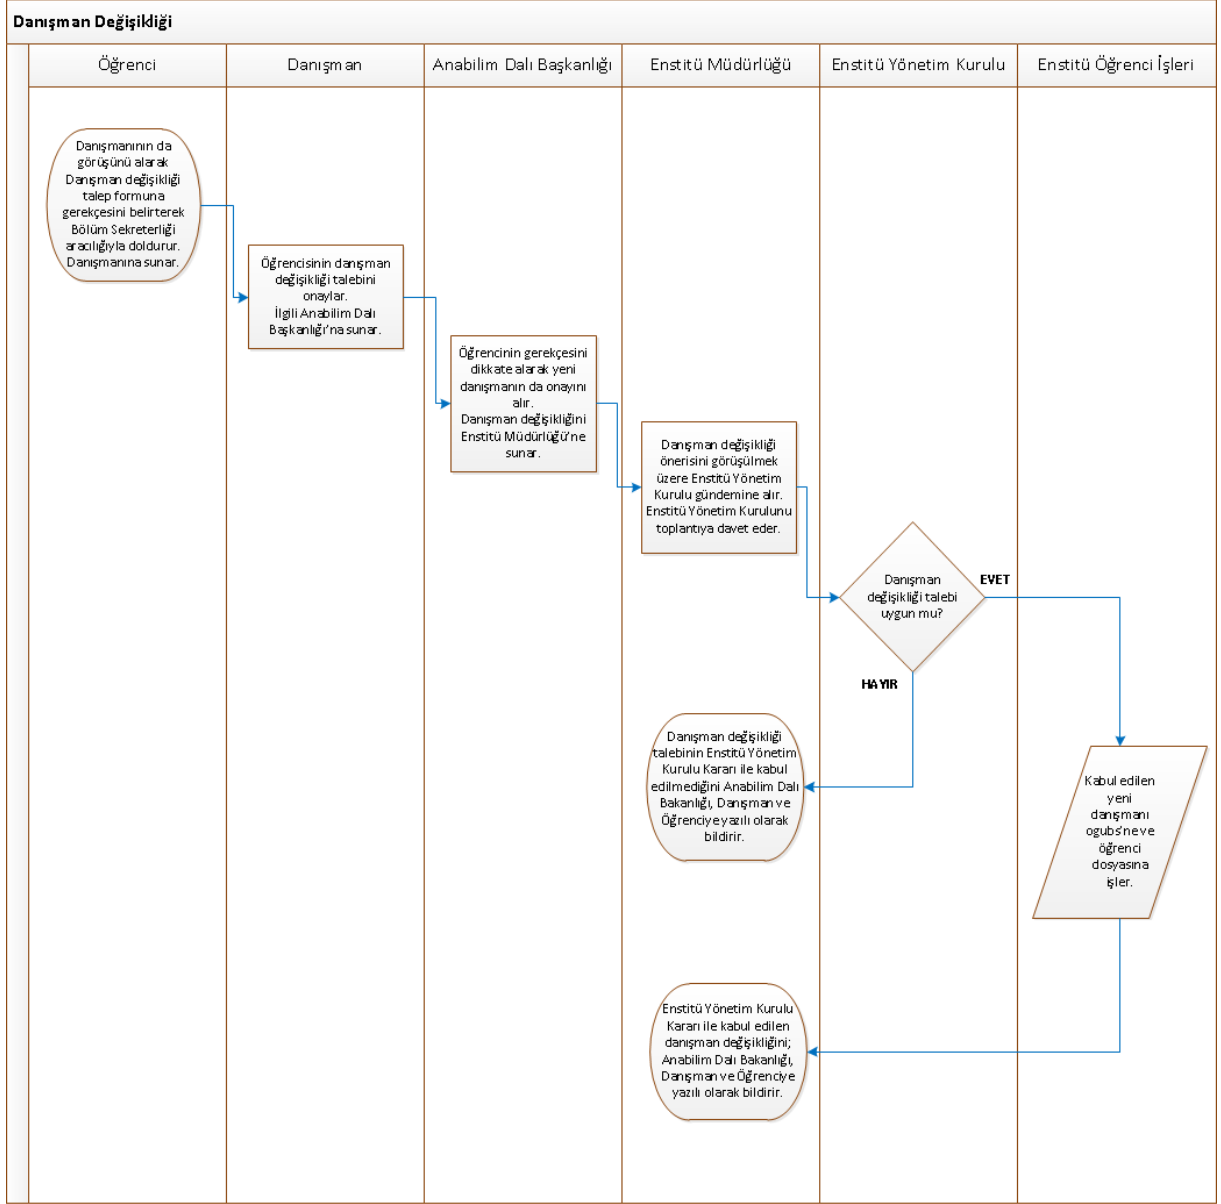 Danışman Değişikliği
Öğrenci
Danışman
Anabilim Dalı Başkanlığı
Enstitü Müdürlüğü
Enstitü Yönetim Kurulu
Enstitü Öğrenci İşleri
Danışmanının da
görüşünü alarak
Danışman değişikliği
talep formuna
gerekçesini belirterek
Bölüm Sekreterliği
aracılığıyla doldurur.
Danışmanına sunar.
Öğrencisinin danışman
değişikliği talebini
onaylar.
İlgili Anabilim Dalı
Başkanlığı'na sunar.
Öğrencinin gerekçesini
dikkate alarak yeni
danışmanın da onayını
alır.
Danışman değişikliğini
Enstitü Müdürlüğü'ne
sunar.
Danışman değişikliği
önerisini görüşülmek
üzere Enstitü Yönetim
Kurulu gündemine alır.
Enstitü Yönetim Kurulunu
toplantıya davet eder.
Danışman
değişikliği talebi
uygun mu?
EVET
HAYIR
Danışman değişikliği
talebinin Enstitü Yönetim
Kurulu Kararı ile kabul
edilmediğini Anabilim Dalı
Bakanlığı, Danışman ve
Öğrenciye yazılı olarak
bildirir.
Kabul edilen
yeni
danışmanı
ogubs'ne ve
öğrenci
dosyasına
işler.
Enstitü Yönetim Kurulu
Kararı ile kabul edilen
danışman değişikliğini;
Anabilim Dalı Bakanlığı,
Danışman ve Öğrenciye
yazılı olarak bildirir.